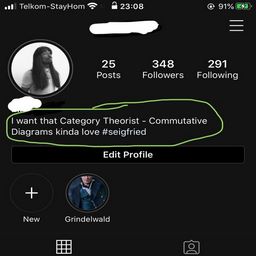 Telkom-StayHom 23:08 91%
25 348 291
Posts Followers Following
I want that Category Theorist - Commutative
Diagrams kinda love #seigfried
Edit Profile
New Grindelwald